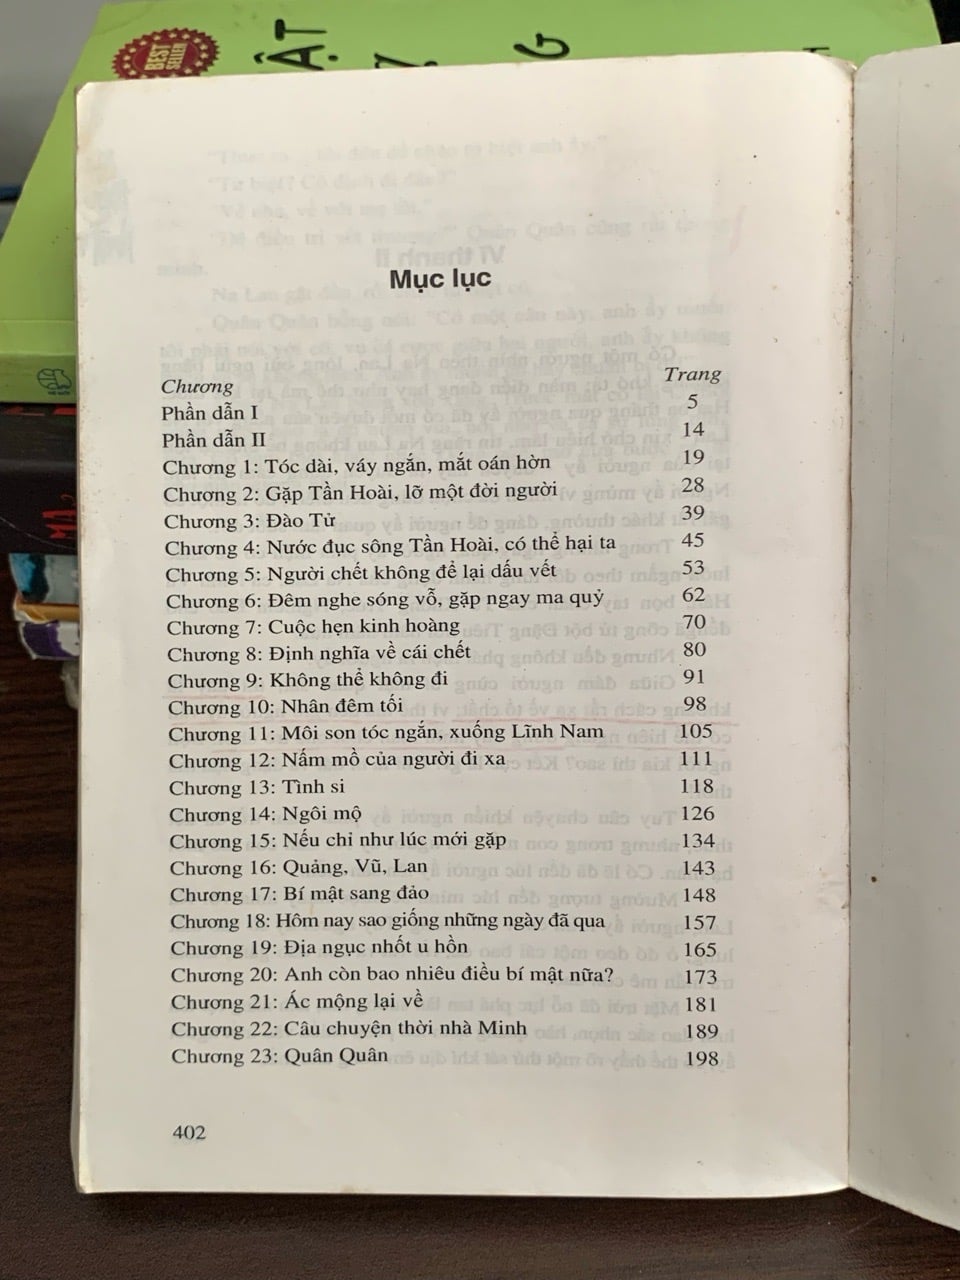 BEST SELLER
ẬT
G
Mục lục
Chương Trang
Phần dẫn I 5
Phần dẫn II 14
Chương 1: Tóc dài, váy ngắn, mắt oán hờn 19
Chương 2: Gặp Tần Hoài, lỡ một đời người 28
Chương 3: Đào Tử 39
Chương 4: Nước đục sông Tần Hoài, có thể hại ta 45
Chương 5: Người chết không để lại dấu vết 53
Chương 6: Đêm nghe sóng vỗ, gặp ngay ma quỷ 62
Chương 7: Cuộc hẹn kinh hoàng 70
Chương 8: Định nghĩa về cái chết 80
Chương 9: Không thể không đi 91
Chương 10: Nhân đêm tối 98
Chương 11: Môi son tóc ngắn, xuống Lĩnh Nam 105
Chương 12: Nấm mồ của người đi xa 111
Chương 13: Tình si 118
Chương 14: Ngôi mộ 126
Chương 15: Nếu chỉ như lúc mới gặp 134
Chương 16: Quảng, Vũ, Lan 143
Chương 17: Bí mật sang đảo 148
Chương 18: Hôm nay sao giống những ngày đã qua 157
Chương 19: Địa ngục nhốt u hồn 165
Chương 20: Anh còn bao nhiêu điều bí mật nữa? 173
Chương 21: Ác mộng lại về 181
Chương 22: Câu chuyện thời nhà Minh 189
Chương 23: Quân Quân 198
402